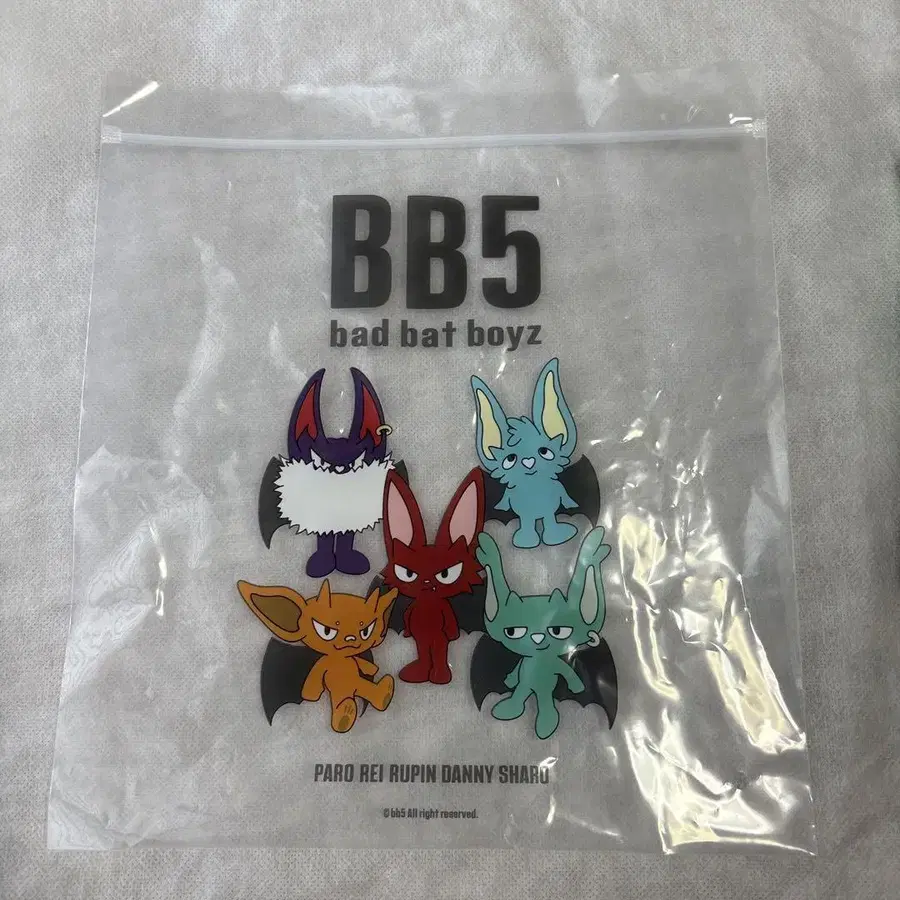 BB5
bad bat boyz
PARO REI RUPIN DANNY SHARO
©bb5 All right reserved.